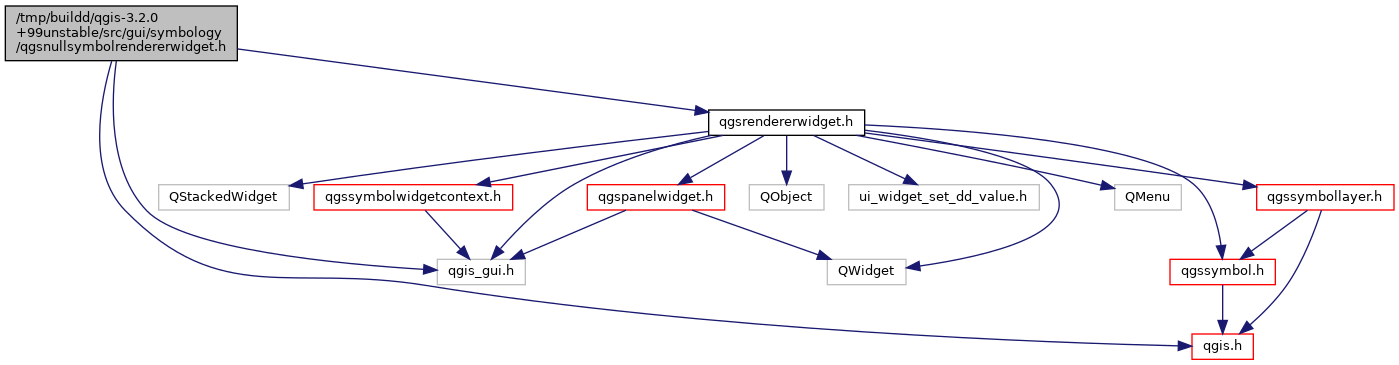 /tmp/buildd/qgis-3.2.0
+99unstable/src/gui/symbology
/qgsnullsymbolrendererwidget.h
qgsrendererwidget.h
QStackedWidget
qgssymbolwidgetcontext.h
qgspanelwidget.h
QObject
ui_widget_set_dd_value.h
QMenu
qgssymbollayer.h
qgis_gui.h
QWidget
qgssymbol.h
qgis.h